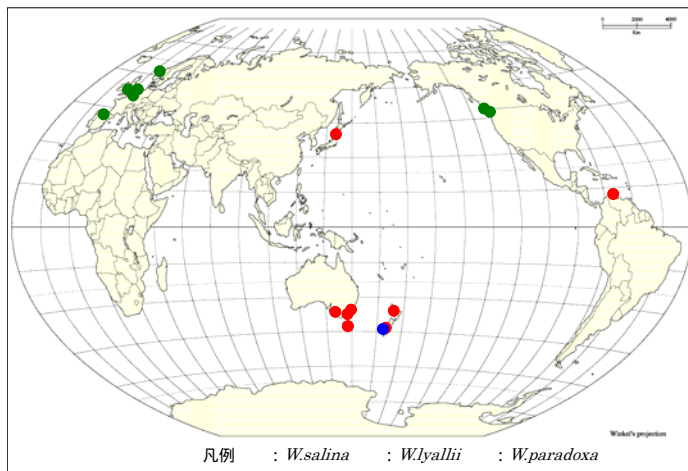 0 2000 4000
Km
Winkel's projection
凡例 : W.salina : W.lyallii : W.paradoxa